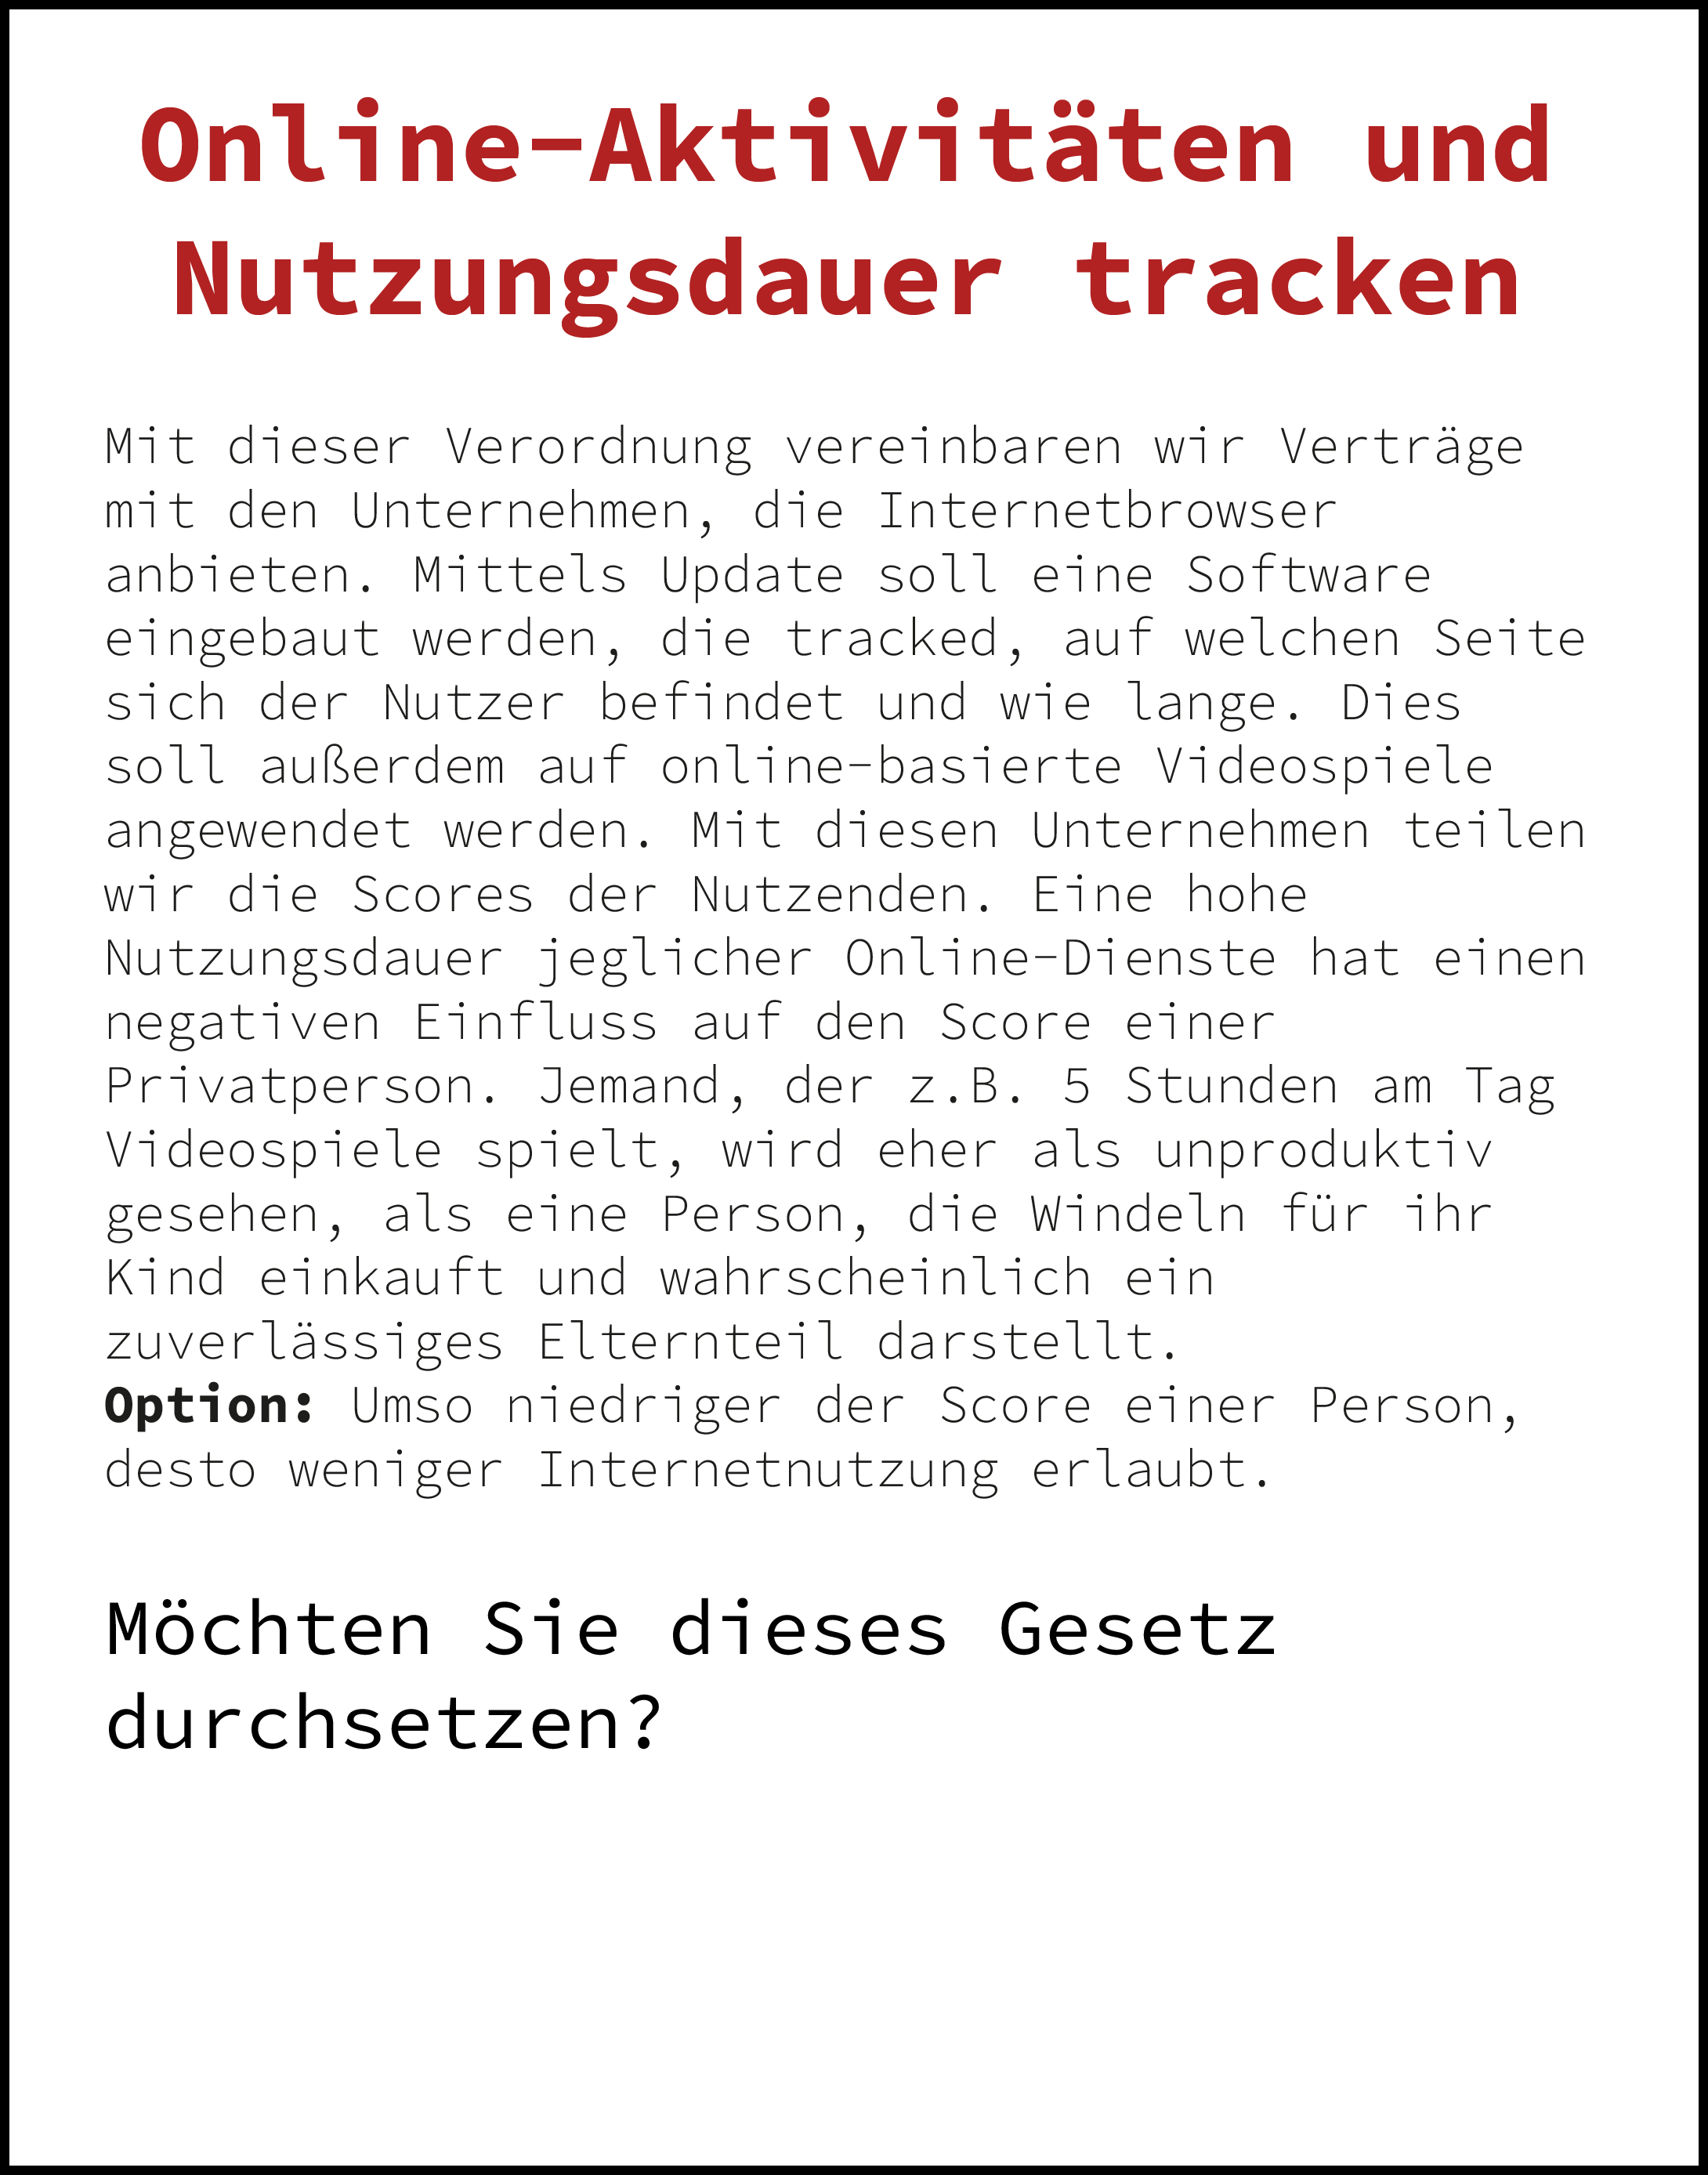 Online-Aktivitäten und
Nutzungsdauer tracken
Mit dieser Verordnung vereinbaren wir Verträge
mit den Unternehmen, die Internetbrowser
anbieten. Mittels Update soll eine Software
eingebaut werden, die tracked, auf welchen Seite
sich der Nutzer befindet und wie lange. Dies
soll außerdem auf online-basierte Videospiele
angewendet werden. Mit diesen Unternehmen teilen
wir die Scores der Nutzenden. Eine hohe
Nutzungsdauer jeglicher Online-Dienste hat einen
negativen Einfluss auf den Score einer
Privatperson. Jemand, der z.B. 5 Stunden am Tag
Videospiele spielt, wird eher als unproduktiv
gesehen, als eine Person, die Windeln für ihr
Kind einkauft und wahrscheinlich ein
zuverlässiges Elternteil darstellt.
Option: Umso niedriger der Score einer Person,
desto weniger Internetnutzung erlaubt.
Möchten Sie dieses Gesetz
durchsetzen?